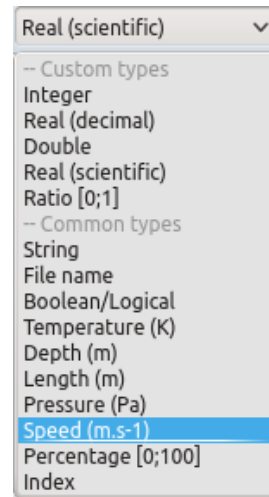 Real (scientific)
-- Custom types
Integer
Real (decimal)
Double
Real (scientific)
Ratio [0;1]
-- Common types
String
File name
Boolean/Logical
Temperature (K)
Depth (m)
Length (m)
Pressure (Pa)
Speed (m.s-1)
Percentage [0;100]
Index